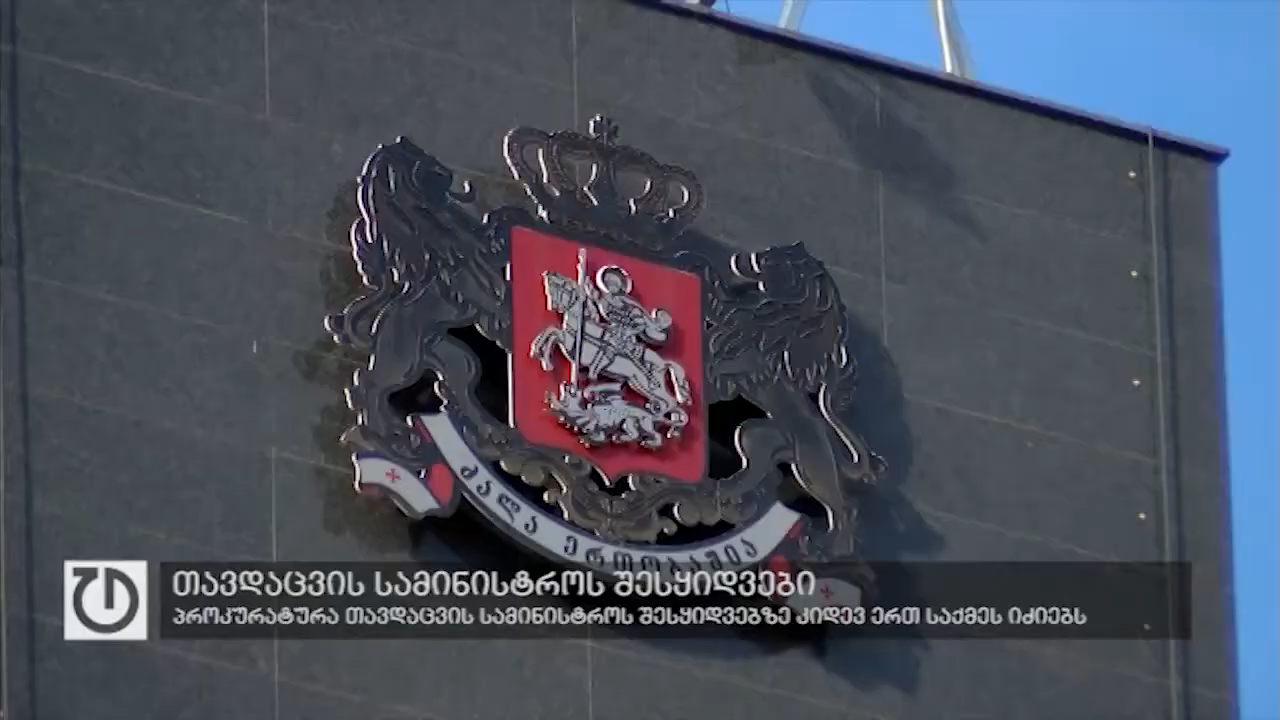 ძალა ერთობაშია
თავდაცვის სამინისტროს შესყიდვები
პროკურატურა თავდაცვის სამინისტროს შესყიდვებზე კიდევ ერთ საქმეს იძიებს